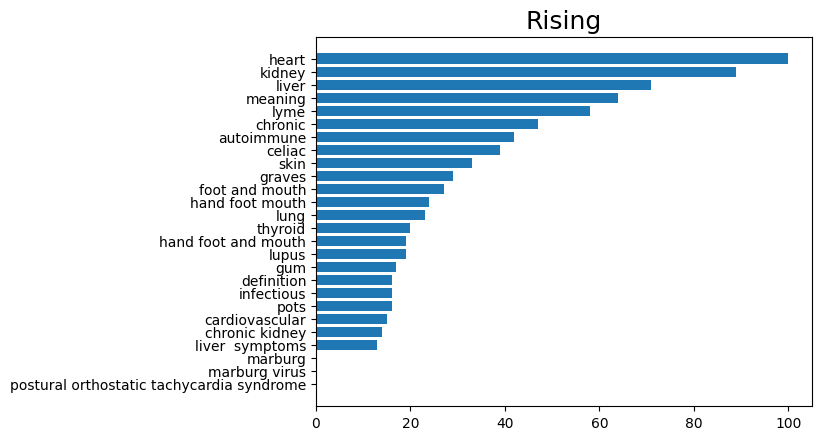 Rising
heart
kidney
liver
meaning
lyme
chronic
autoimmune
celiac
skin
graves
foot and mouth
hand foot mouth
lung
thyroid
hand foot and mouth
lupus
gum
definition
infectious
pots
cardiovascular
chronic kidney
liver  symptoms
marburg
marburg virus
postural orthostatic tachycardia syndrome
0 20 40 60 80 100